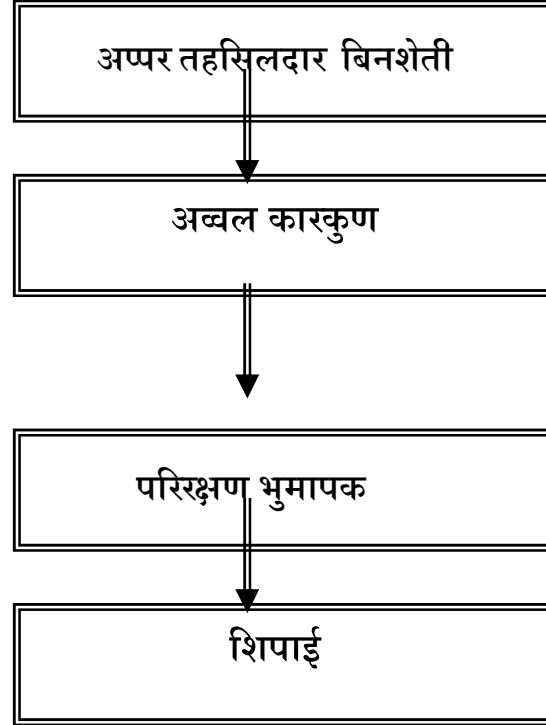 अप्पर तहसिलदार बिनशेती
अव्वल कारकुण
परिरक्षण भुमापक
शिपाई